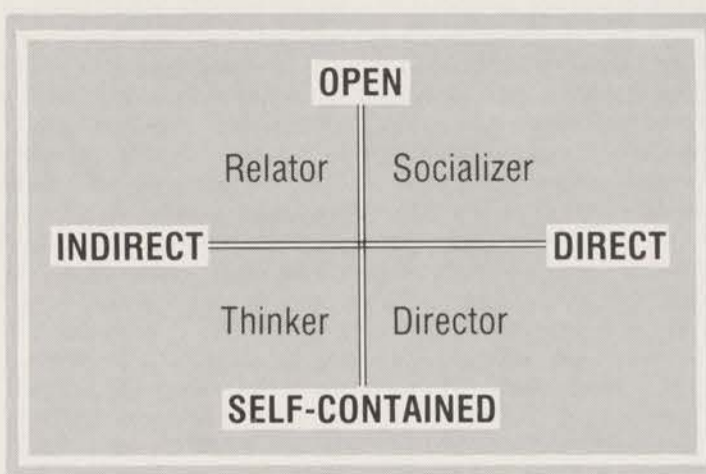 OPEN
Relator Socializer
INDIRECT DIRECT
Thinker Director
SELF-CONTAINED